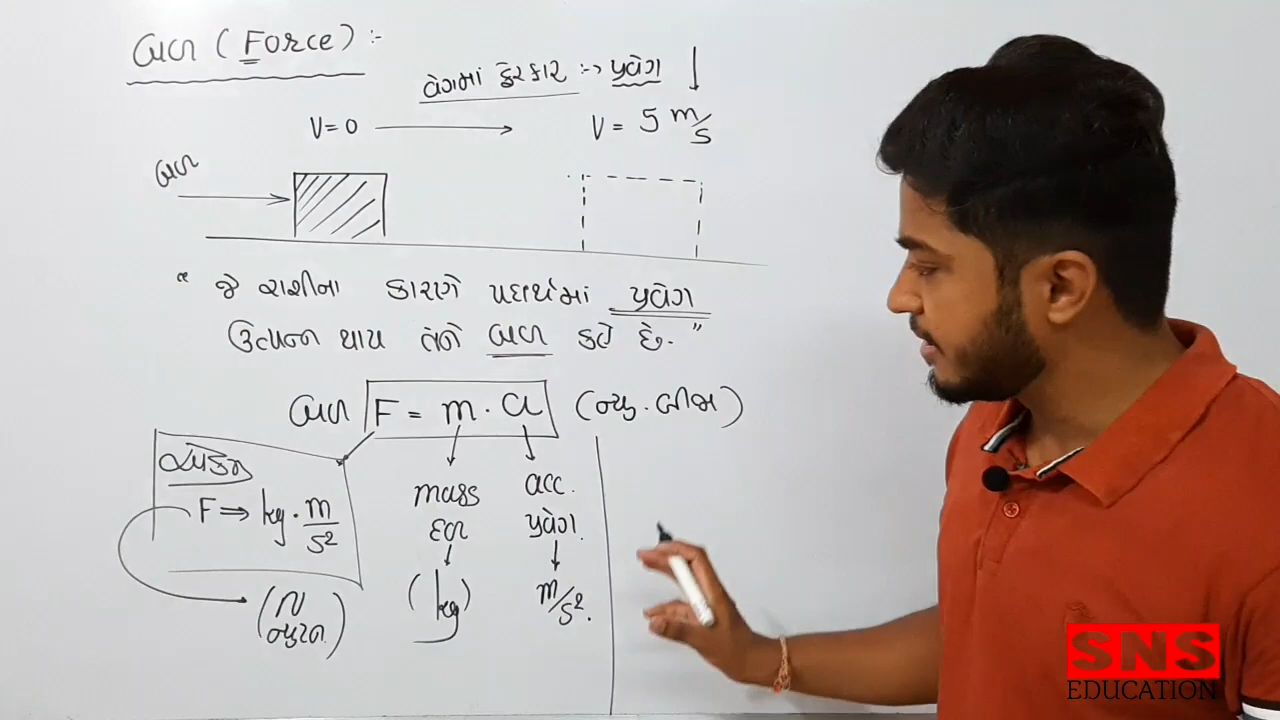 બળ (Force) :-
વેગમાં ફેરફાર :→ પ્રવેગ ↓
V=0 → V = 5 m/s
બળ
" જે રાશીના કારણે પદાર્થમાં પ્રવેગ
ઉત્પન્ન થાય તેને બળ કહે છે. "
બળ F = m · a (ન્યુ. બીજો)
એકમ
F ⇒ kg · m/s²
(N ન્યુટન)
mass acc.
દળ પ્રવેગ.
(kg) m/s².
SNS
EDUCATION